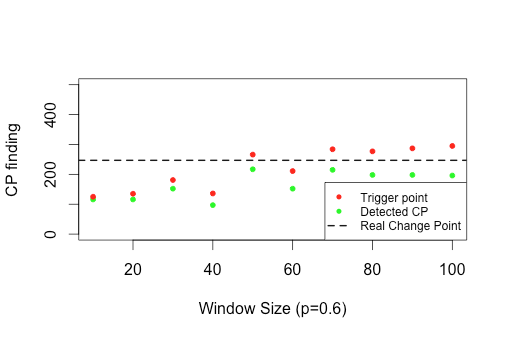 CP finding
400
200
0
Trigger point
Detected CP
Real Change Point
20 40 60 80 100
Window Size (p=0.6)